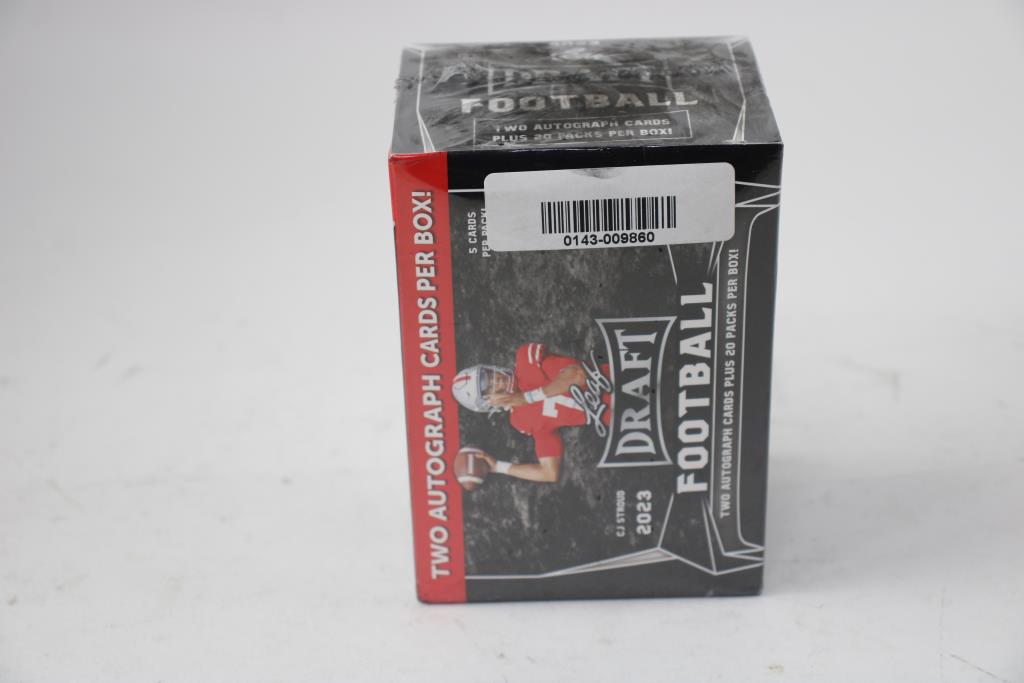 FOOTBALL
TWO AUTOGRAPH CARDS
PLUS 20 PACKS PER BOX!
TWO AUTOGRAPH CARDS PER BOX!
5 CARDS
PER PACK!
0143-009860
CJ STROUD
2023
Leaf
DRAFT
FOOTBALL
TWO AUTOGRAPH CARDS PLUS 20 PACKS PER BOX!